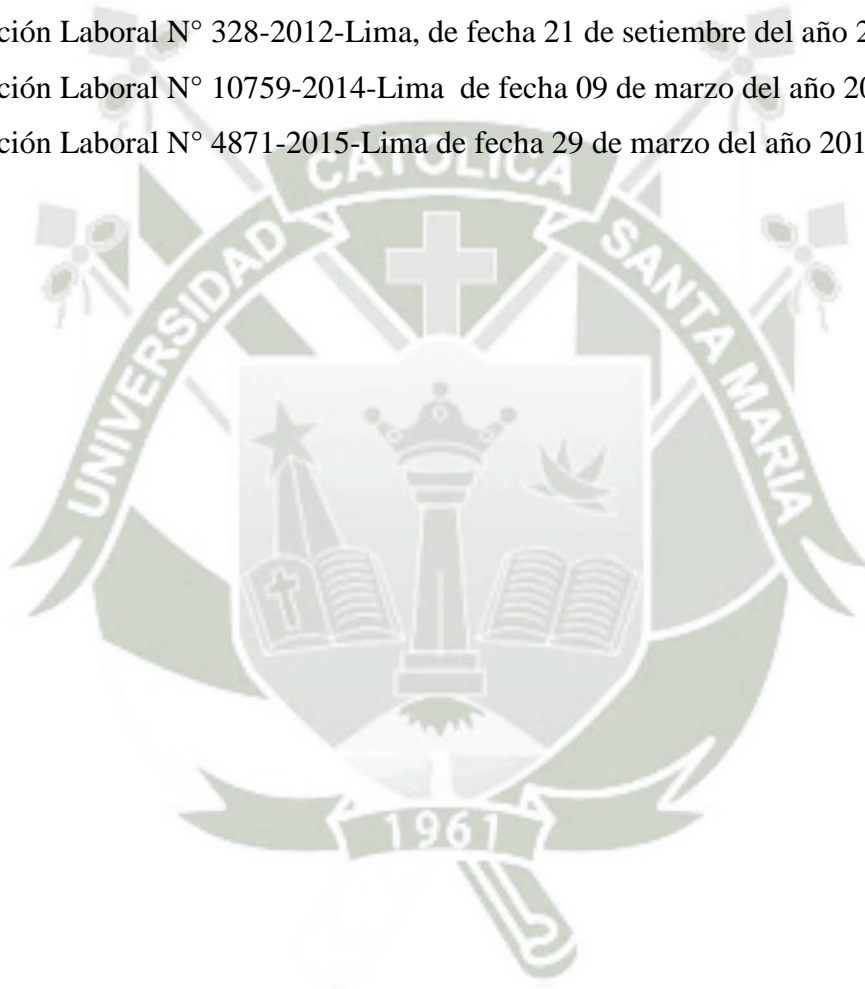 ción Laboral N° 328-2012-Lima, de fecha 21 de setiembre del año 2
ción Laboral N° 10759-2014-Lima de fecha 09 de marzo del año 20
ción Laboral N° 4871-2015-Lima de fecha 29 de marzo del año 201
UNIVERSIDAD CATOLICA SANTA MARIA
1961